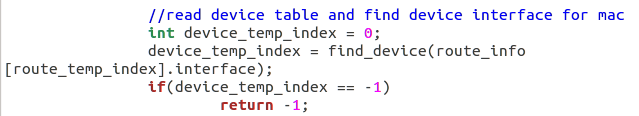 //read device table and find device interface for mac
int device_temp_index = 0;
device_temp_index = find_device(route_info
[route_temp_index].interface);
if(device_temp_index == -1)
return -1;